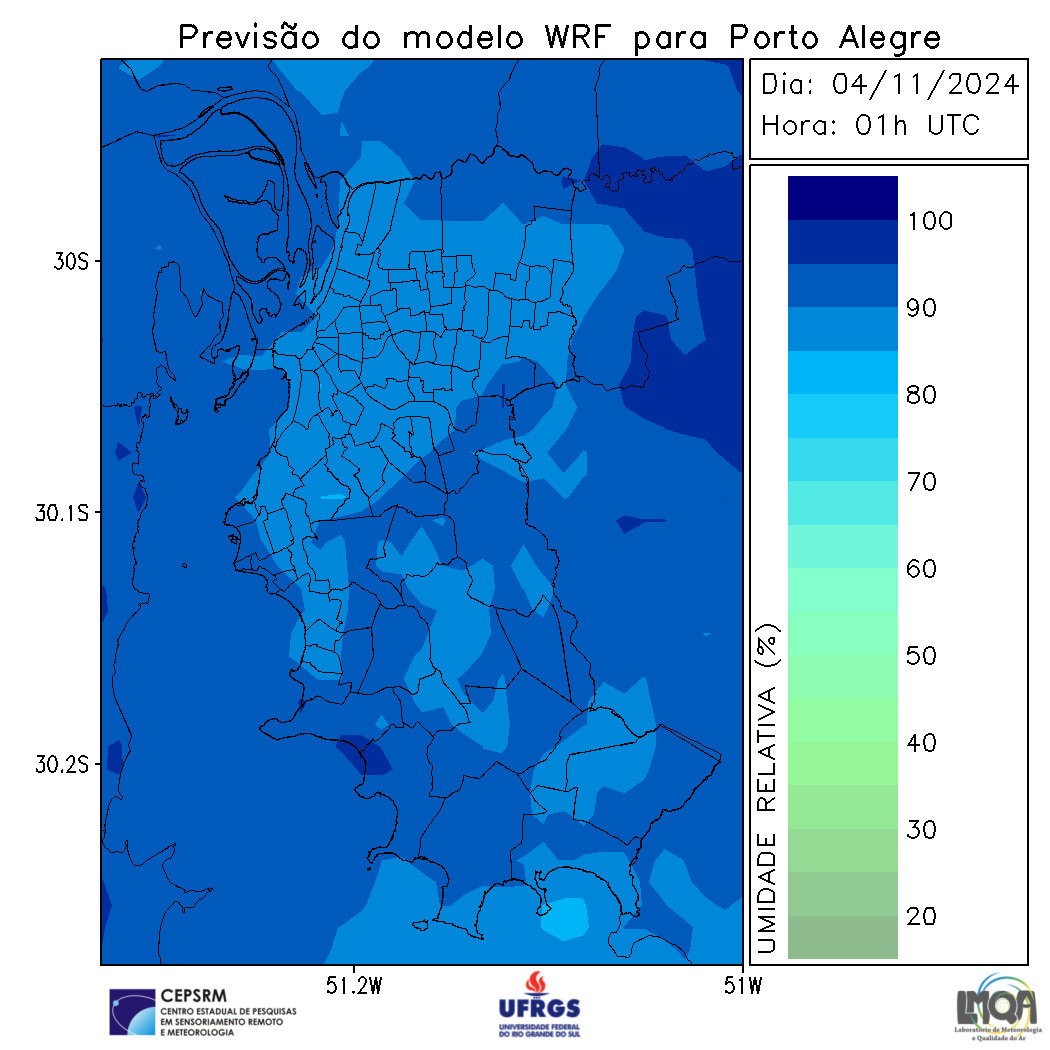 Previsão do modelo WRF para Porto Alegre
Dia: 04/11/2024
Hora: 01h UTC
30S
30.1S
30.2S
51.2W
51W
UMIDADE RELATIVA (%)
100
90
80
70
60
50
40
30
20
CEPSRM
CENTRO ESTADUAL DE PESQUISAS
EM SENSORIAMENTO REMOTO
E METEOROLOGIA
UFRGS
UNIVERSIDADE FEDERAL
DO RIO GRANDE DO SUL
LMQA
Laboratório de Meteorologia
e Qualidade do Ar